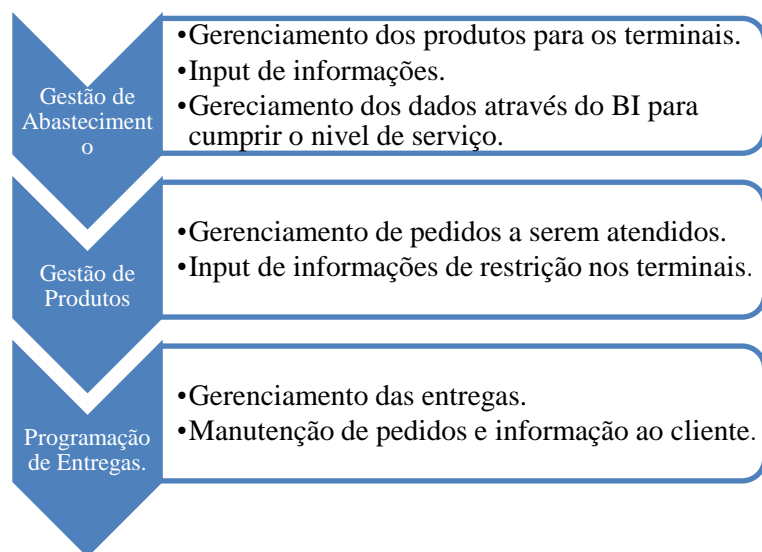 Gestão de
Abasteciment
o
•Gerenciamento dos produtos para os terminais.
•Input de informações.
•Gereciamento dos dados através do BI para
cumprir o nivel de serviço.
Gestão de
Produtos
•Gerenciamento de pedidos a serem atendidos.
•Input de informações de restrição nos terminais.
Programação
de Entregas.
•Gerenciamento das entregas.
•Manutenção de pedidos e informação ao cliente.